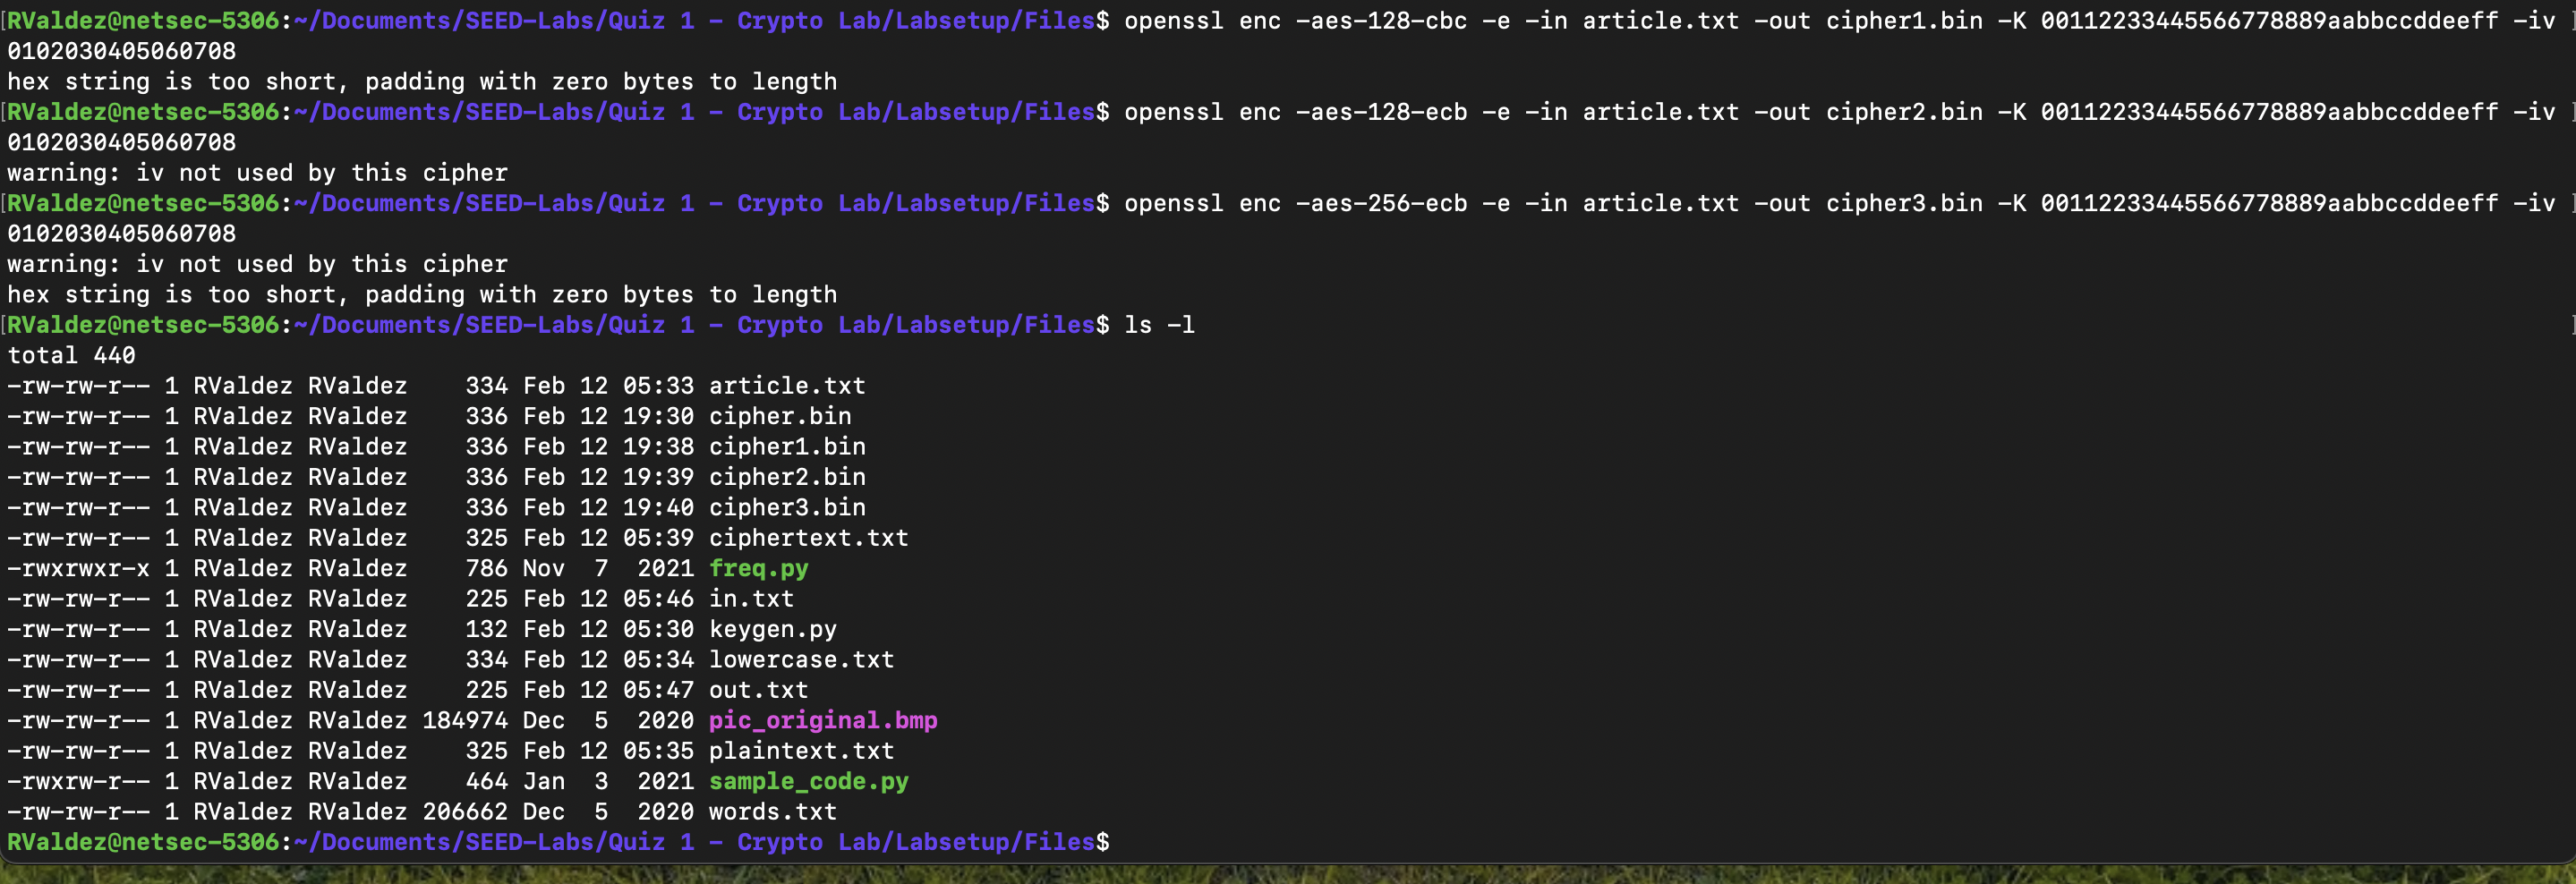 [RValdez@netsec-5306:~/Documents/SEED-Labs/Quiz 1 - Crypto Lab/Labsetup/Files$ openssl enc -aes-128-cbc -e -in article.txt -out cipher1.bin -K 00112233445566778889aabbccddeeff -iv ]
0102030405060708
hex string is too short, padding with zero bytes to length
[RValdez@netsec-5306:~/Documents/SEED-Labs/Quiz 1 - Crypto Lab/Labsetup/Files$ openssl enc -aes-128-ecb -e -in article.txt -out cipher2.bin -K 00112233445566778889aabbccddeeff -iv ]
0102030405060708
warning: iv not used by this cipher
[RValdez@netsec-5306:~/Documents/SEED-Labs/Quiz 1 - Crypto Lab/Labsetup/Files$ openssl enc -aes-256-ecb -e -in article.txt -out cipher3.bin -K 00112233445566778889aabbccddeeff -iv ]
0102030405060708
warning: iv not used by this cipher
hex string is too short, padding with zero bytes to length
[RValdez@netsec-5306:~/Documents/SEED-Labs/Quiz 1 - Crypto Lab/Labsetup/Files$ ls -l ]
total 440
-rw-rw-r-- 1 RValdez RValdez    334 Feb 12 05:33 article.txt
-rw-rw-r-- 1 RValdez RValdez    336 Feb 12 19:30 cipher.bin
-rw-rw-r-- 1 RValdez RValdez    336 Feb 12 19:38 cipher1.bin
-rw-rw-r-- 1 RValdez RValdez    336 Feb 12 19:39 cipher2.bin
-rw-rw-r-- 1 RValdez RValdez    336 Feb 12 19:40 cipher3.bin
-rw-rw-r-- 1 RValdez RValdez    325 Feb 12 05:39 ciphertext.txt
-rwxrwxr-x 1 RValdez RValdez    786 Nov  7  2021 freq.py
-rw-rw-r-- 1 RValdez RValdez    225 Feb 12 05:46 in.txt
-rw-rw-r-- 1 RValdez RValdez    132 Feb 12 05:30 keygen.py
-rw-rw-r-- 1 RValdez RValdez    334 Feb 12 05:34 lowercase.txt
-rw-rw-r-- 1 RValdez RValdez    225 Feb 12 05:47 out.txt
-rw-rw-r-- 1 RValdez RValdez 184974 Dec  5  2020 pic_original.bmp
-rw-rw-r-- 1 RValdez RValdez    325 Feb 12 05:35 plaintext.txt
-rwxrw-r-- 1 RValdez RValdez    464 Jan  3  2021 sample_code.py
-rw-rw-r-- 1 RValdez RValdez 206662 Dec  5  2020 words.txt
RValdez@netsec-5306:~/Documents/SEED-Labs/Quiz 1 - Crypto Lab/Labsetup/Files$